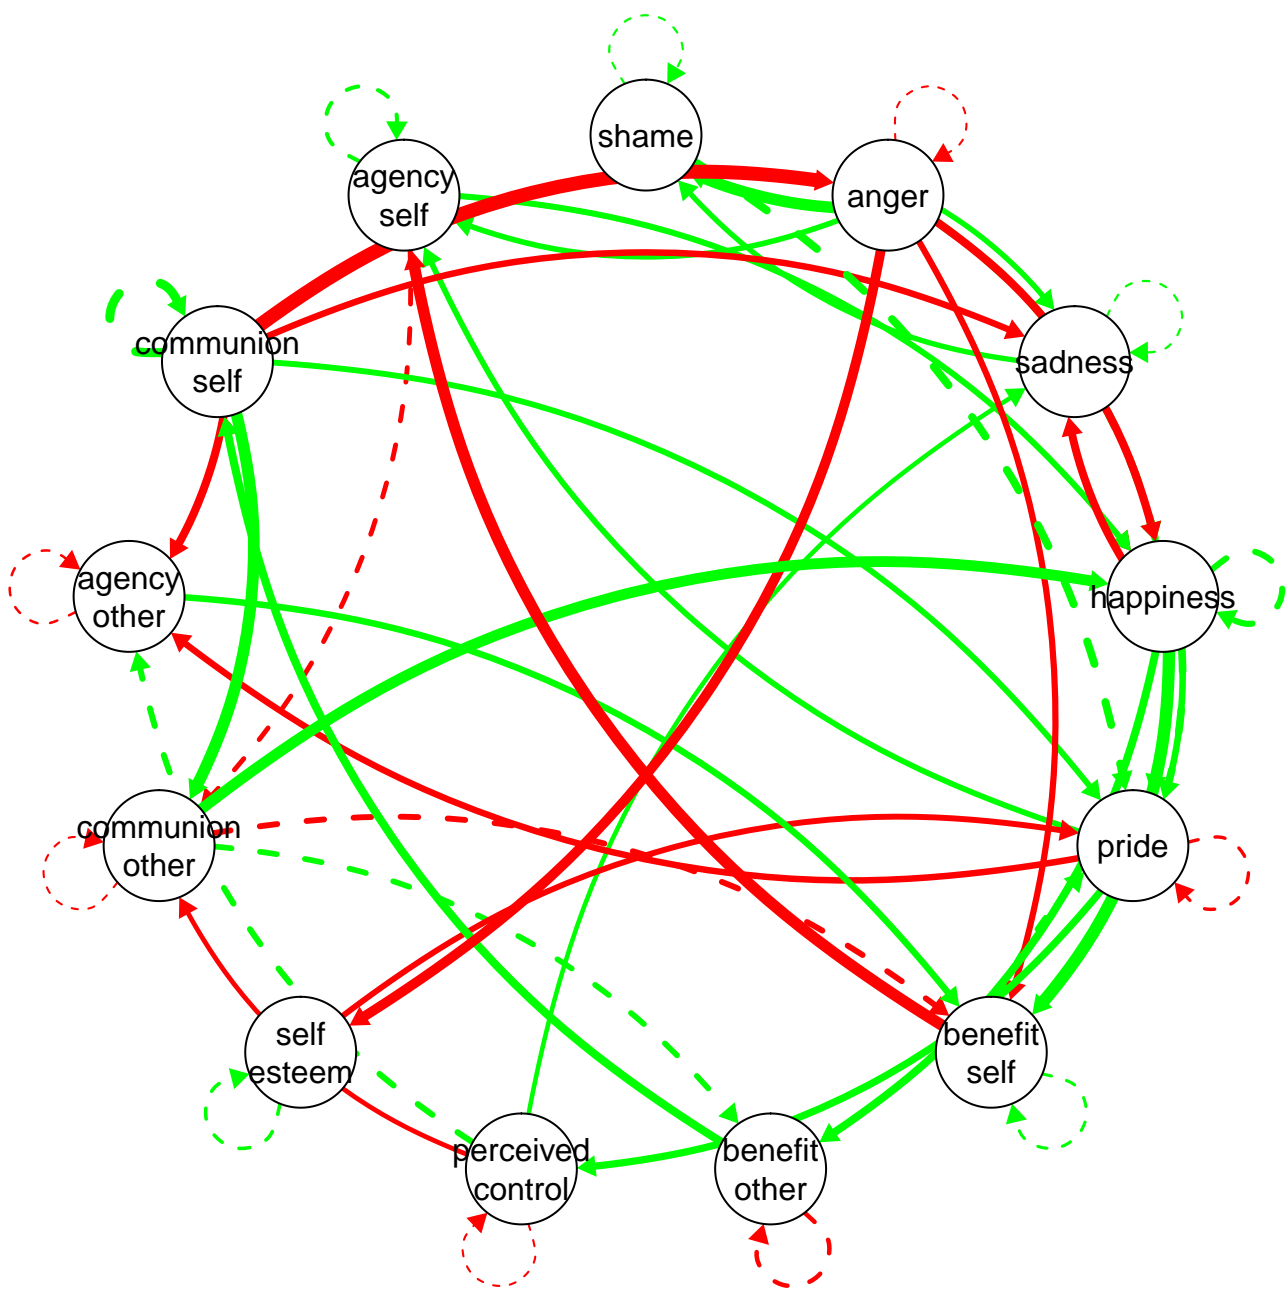 shame
agency
self
anger
communion
self
sadness
agency
other
happiness
communion
other
pride
self
esteem
benefit
self
perceived
control
benefit
other